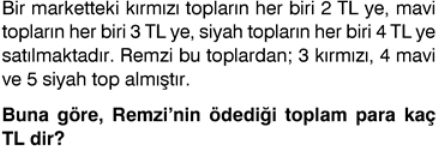 Bir marketteki kırmızı topların her biri 2 TL ye, mavi
topların her biri 3 TL ye, siyah topların her biri 4 TL ye
satılmaktadır. Remzi bu toplardan; 3 kırmızı, 4 mavi
ve 5 siyah top almıştır.
Buna göre, Remzi'nin ödediği toplam para kaç
TL dir?